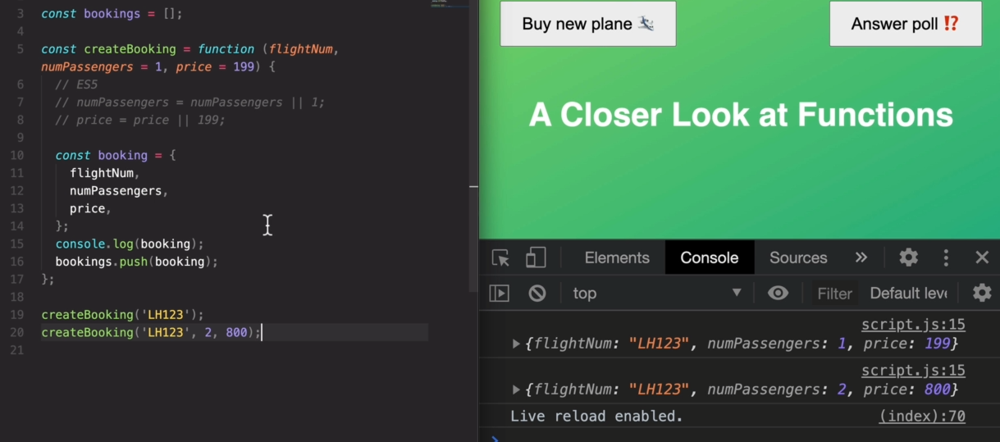 3 const bookings = [];
4
5 const createBooking = function (flightNum,
numPassengers = 1, price = 199) {
6 // ES5
7 // numPassengers = numPassengers || 1;
8 // price = price || 199;
9
10 const booking = {
11 flightNum,
12 numPassengers,
13 price,
14 };
15 console.log(booking);
16 bookings.push(booking);
17 };
18
19 createBooking('LH123');
20 createBooking('LH123', 2, 800);
21
Buy new plane 🛩
Answer poll ⁉️
A Closer Look at Functions
Elements Console Sources »
top Filter Default leve
script.js:15
{flightNum: "LH123", numPassengers: 1, price: 199}
script.js:15
{flightNum: "LH123", numPassengers: 2, price: 800}
Live reload enabled. (index):70